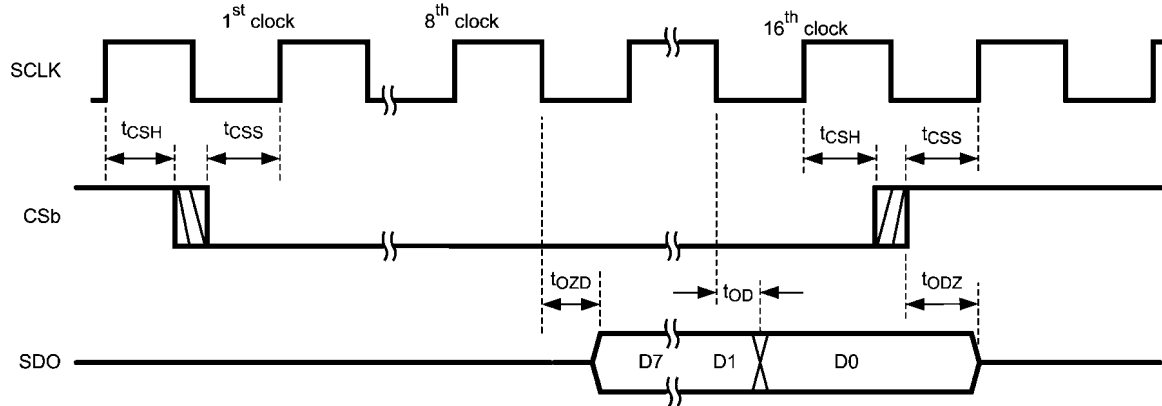 1st clock 8th clock 16th clock
SCLK
tCSH tCSS tCSH tCSS
CSb
tOZD tOD tODZ
SDO D7 D1 D0